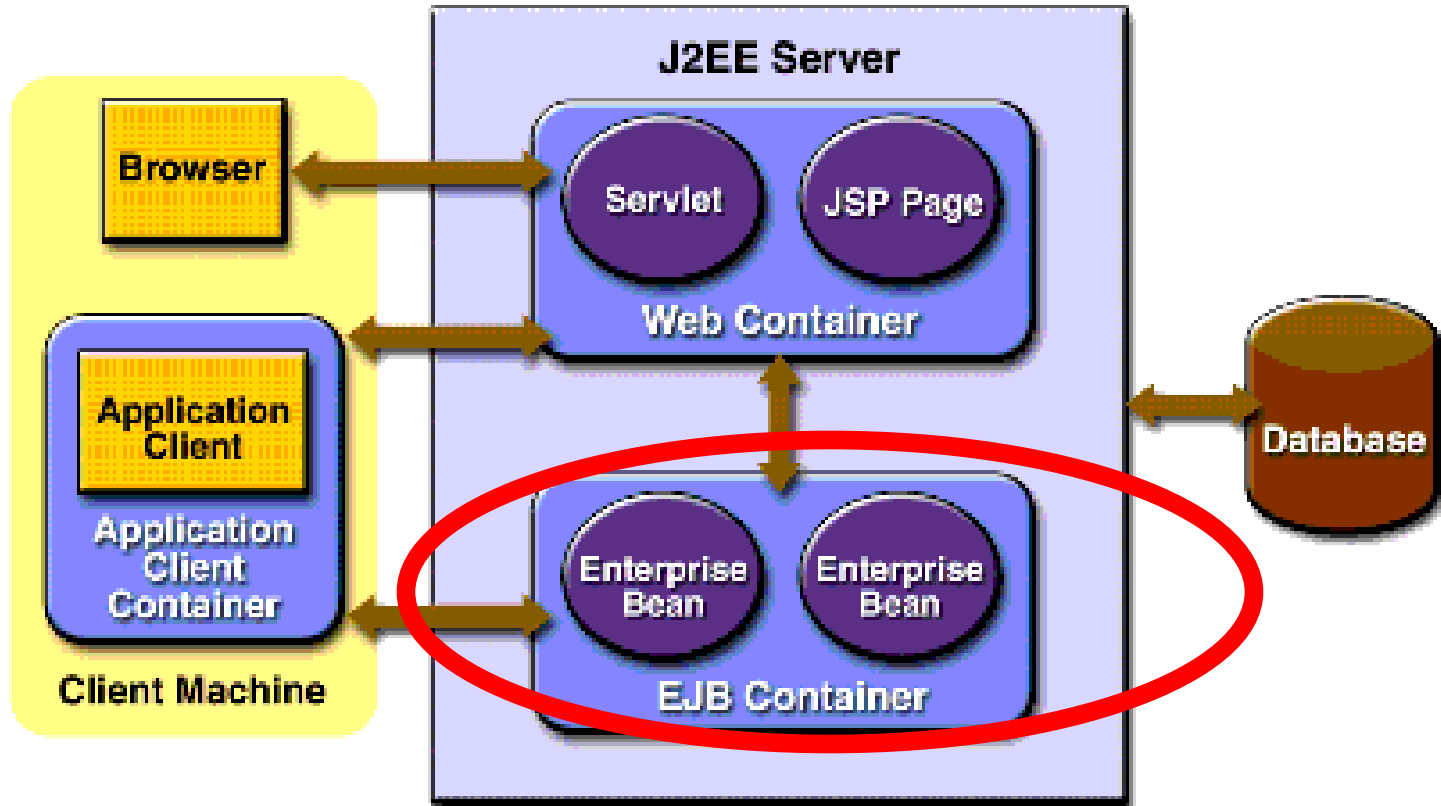 J2EE Server
Browser
Servlet
JSP Page
Web Container
Application
Client
Application
Client
Container
Client Machine
Enterprise
Bean
Enterprise
Bean
EJB Container
Database